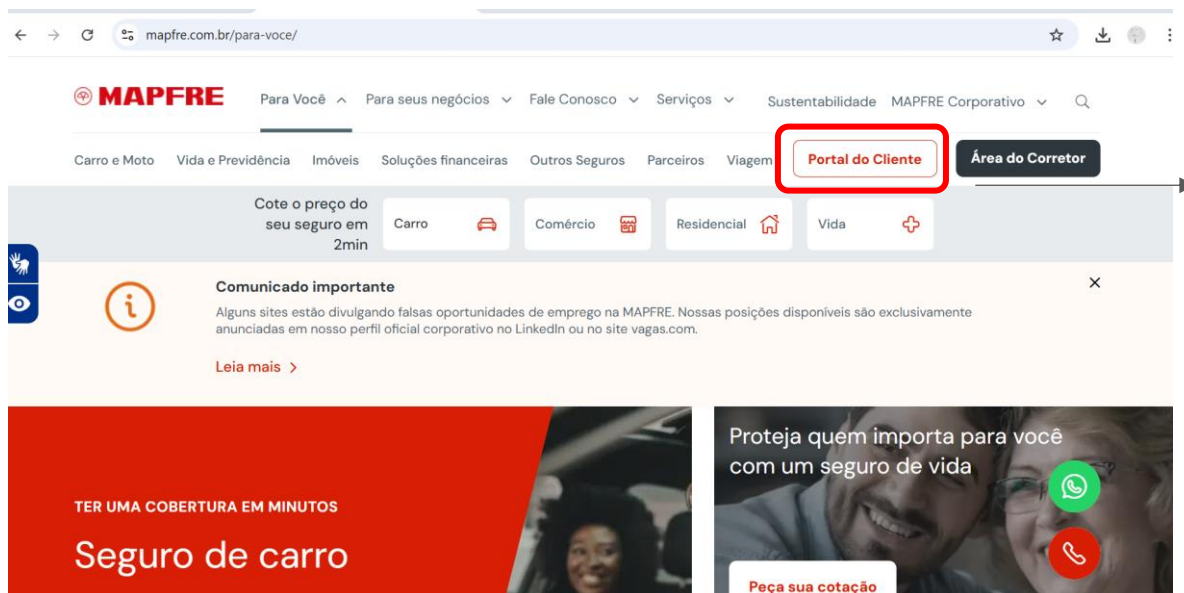 mapfre.com.br/para-voce/
MAPFRE
Para Você
Para seus negócios
Fale Conosco
Serviços
Sustentabilidade
MAPFRE Corporativo
Carro e Moto
Vida e Previdência
Imóveis
Soluções financeiras
Outros Seguros
Parceiros
Viagem
Portal do Cliente
Área do Corretor
Cote o preço do
seu seguro em
2min
Carro
Comércio
Residencial
Vida
Comunicado importante
Alguns sites estão divulgando falsas oportunidades de emprego na MAPFRE. Nossas posições disponíveis são exclusivamente
anunciadas em nosso perfil oficial corporativo no LinkedIn ou no site vagas.com.
Leia mais
TER UMA COBERTURA EM MINUTOS
Seguro de carro
Proteja quem importa para você
com um seguro de vida
Peça sua cotação